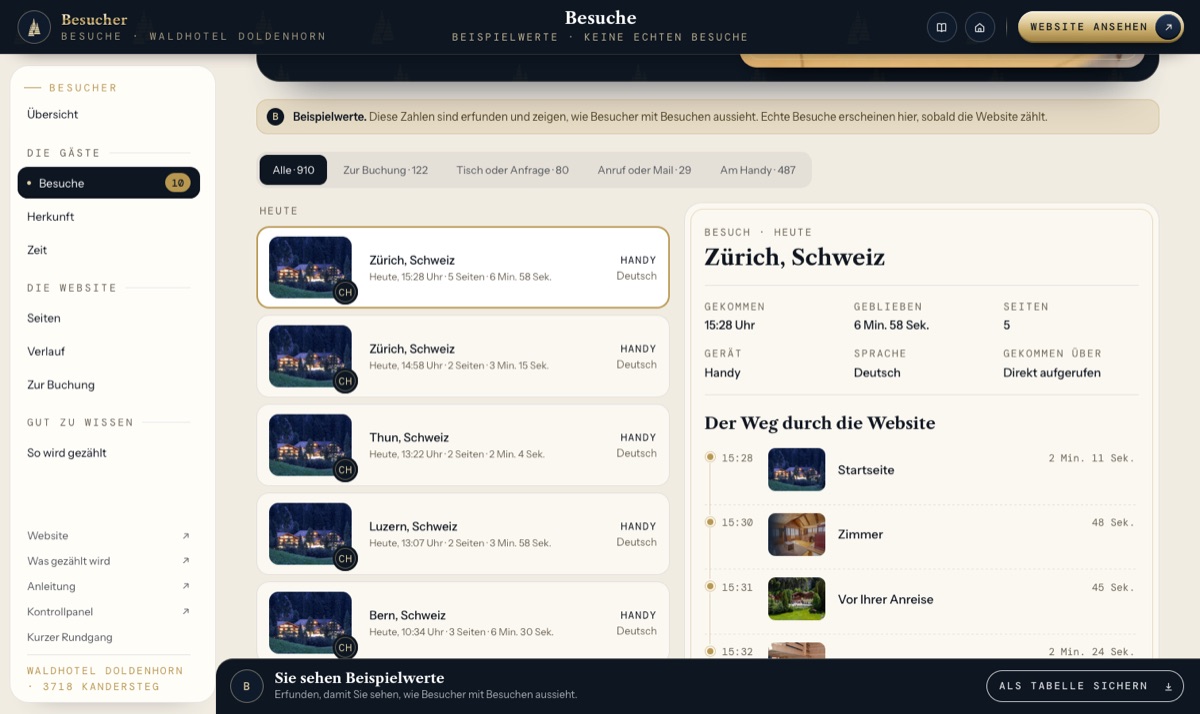 Besucher
BESUCHE · WALDHOTEL DOLDENHORN
Besuche
BEISPIELWERTE · KEINE ECHTEN BESUCHE
WEBSITE ANSEHEN
BESUCHER
Übersicht
DIE GÄSTE
Besuche 10
Herkunft
Zeit
DIE WEBSITE
Seiten
Verlauf
Zur Buchung
GUT ZU WISSEN
So wird gezählt
Website
Was gezählt wird
Anleitung
Kontrollpanel
Kurzer Rundgang
WALDHOTEL DOLDENHORN
· 3718 KANDERSTEG
B Beispielwerte. Diese Zahlen sind erfunden und zeigen, wie Besucher mit Besuchen aussieht. Echte Besuche erscheinen hier, sobald die Website zählt.
Alle · 910 Zur Buchung · 122 Tisch oder Anfrage · 80 Anruf oder Mail · 29 Am Handy · 487
HEUTE
Zürich, Schweiz HANDY
Heute, 15:28 Uhr · 5 Seiten · 6 Min. 58 Sek. Deutsch
CH
Zürich, Schweiz HANDY
Heute, 14:58 Uhr · 2 Seiten · 3 Min. 15 Sek. Deutsch
CH
Thun, Schweiz HANDY
Heute, 13:22 Uhr · 2 Seiten · 2 Min. 4 Sek. Deutsch
CH
Luzern, Schweiz HANDY
Heute, 13:07 Uhr · 2 Seiten · 3 Min. 58 Sek. Deutsch
CH
Bern, Schweiz HANDY
Heute, 10:34 Uhr · 3 Seiten · 6 Min. 30 Sek. Deutsch
CH
BESUCH · HEUTE
Zürich, Schweiz
GEKOMMEN GEBLIEBEN SEITEN
15:28 Uhr 6 Min. 58 Sek. 5
GERÄT SPRACHE GEKOMMEN ÜBER
Handy Deutsch Direkt aufgerufen
Der Weg durch die Website
15:28 Startseite 2 Min. 11 Sek.
15:30 Zimmer 48 Sek.
15:31 Vor Ihrer Anreise 45 Sek.
15:32 2 Min. 24 Sek.
B Sie sehen Beispielwerte
Erfunden, damit Sie sehen, wie Besucher mit Besuchen aussieht.
ALS TABELLE SICHERN